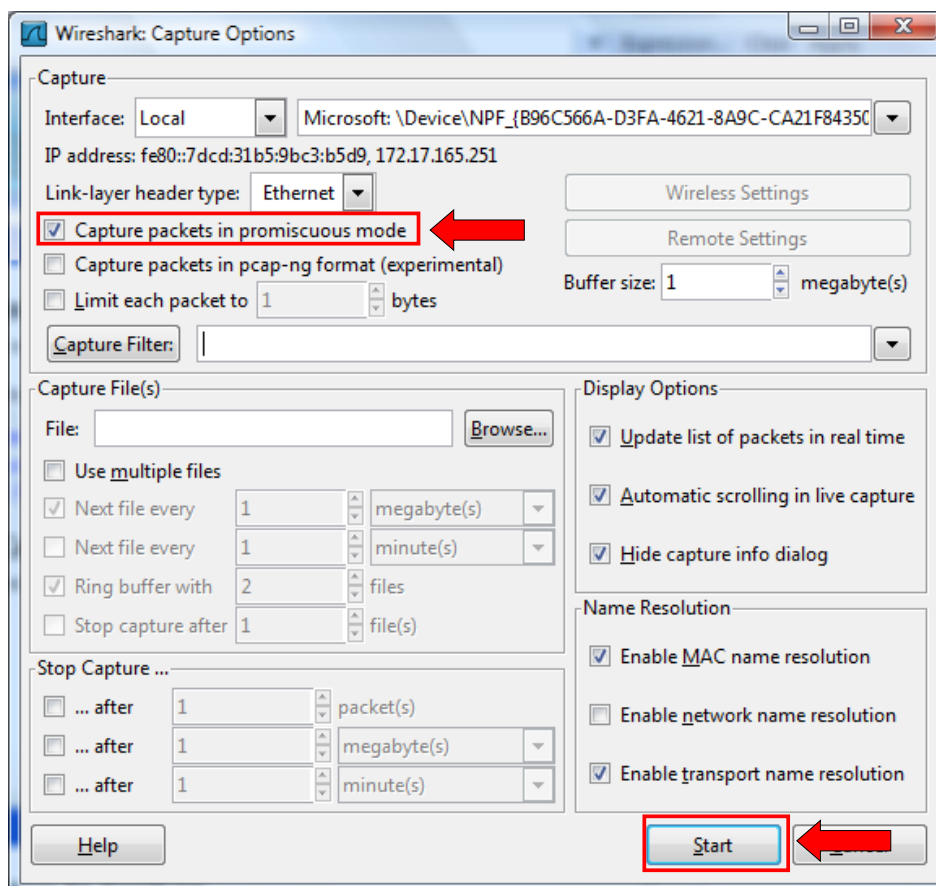 Wireshark: Capture Options
Capture
Interface: Local Microsoft: \Device\NPF_{B96C566A-D3FA-4621-8A9C-CA21F84350
IP address: fe80::7dcd:31b5:9bc3:b5d9, 172.17.165.251
Link-layer header type: Ethernet Wireless Settings
Capture packets in promiscuous mode Remote Settings
Capture packets in pcap-ng format (experimental)
Buffer size: 1 megabyte(s)
Limit each packet to 1 bytes
Capture Filter:
Capture File(s)
File: Browse...
Use multiple files
Next file every 1 megabyte(s)
Next file every 1 minute(s)
Ring buffer with 2 files
Stop capture after 1 file(s)
Stop Capture ...
... after 1 packet(s)
... after 1 megabyte(s)
... after 1 minute(s)
Display Options
Update list of packets in real time
Automatic scrolling in live capture
Hide capture info dialog
Name Resolution
Enable MAC name resolution
Enable network name resolution
Enable transport name resolution
Help Start